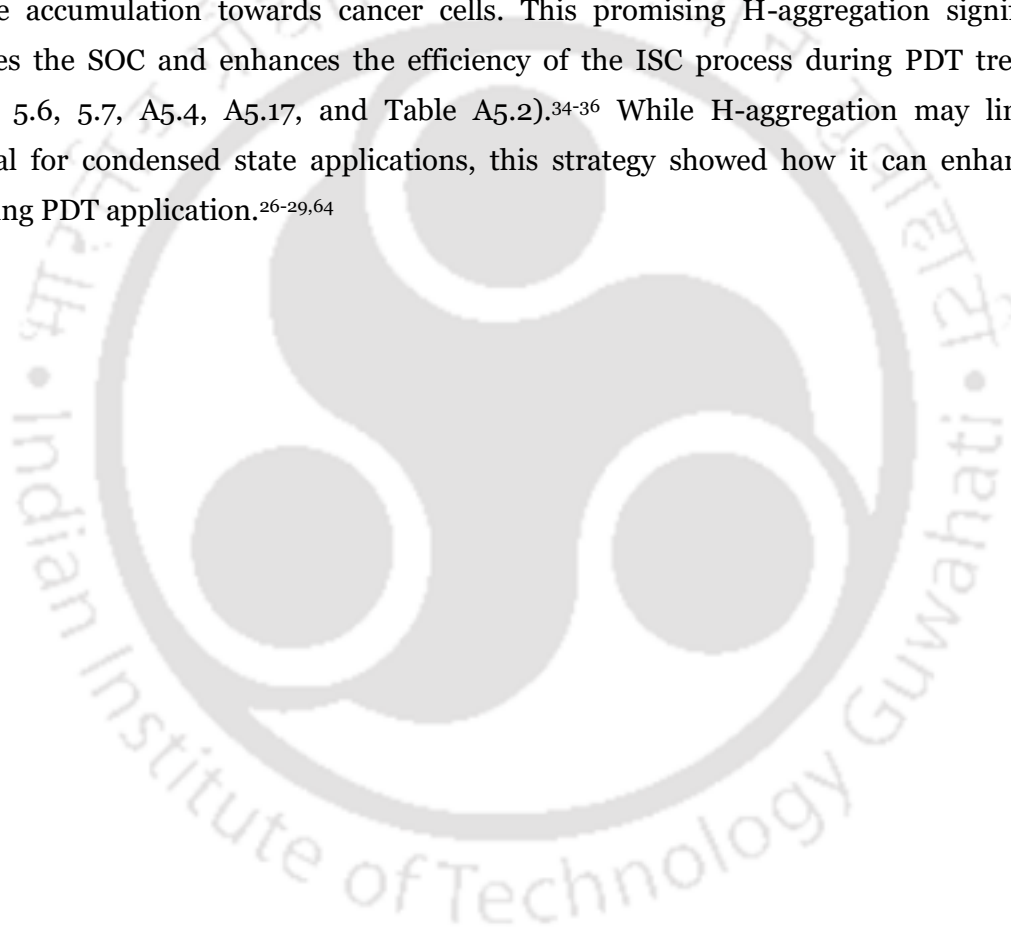 e accumulation towards cancer cells. This promising H-aggregation signif
es the SOC and enhances the efficiency of the ISC process during PDT tre
5.6, 5.7, A5.4, A5.17, and Table A5.2).34-36 While H-aggregation may lin
al for condensed state applications, this strategy showed how it can enhan
ng PDT application.26-29,64
• Indian Institute of Technology Guwahati •